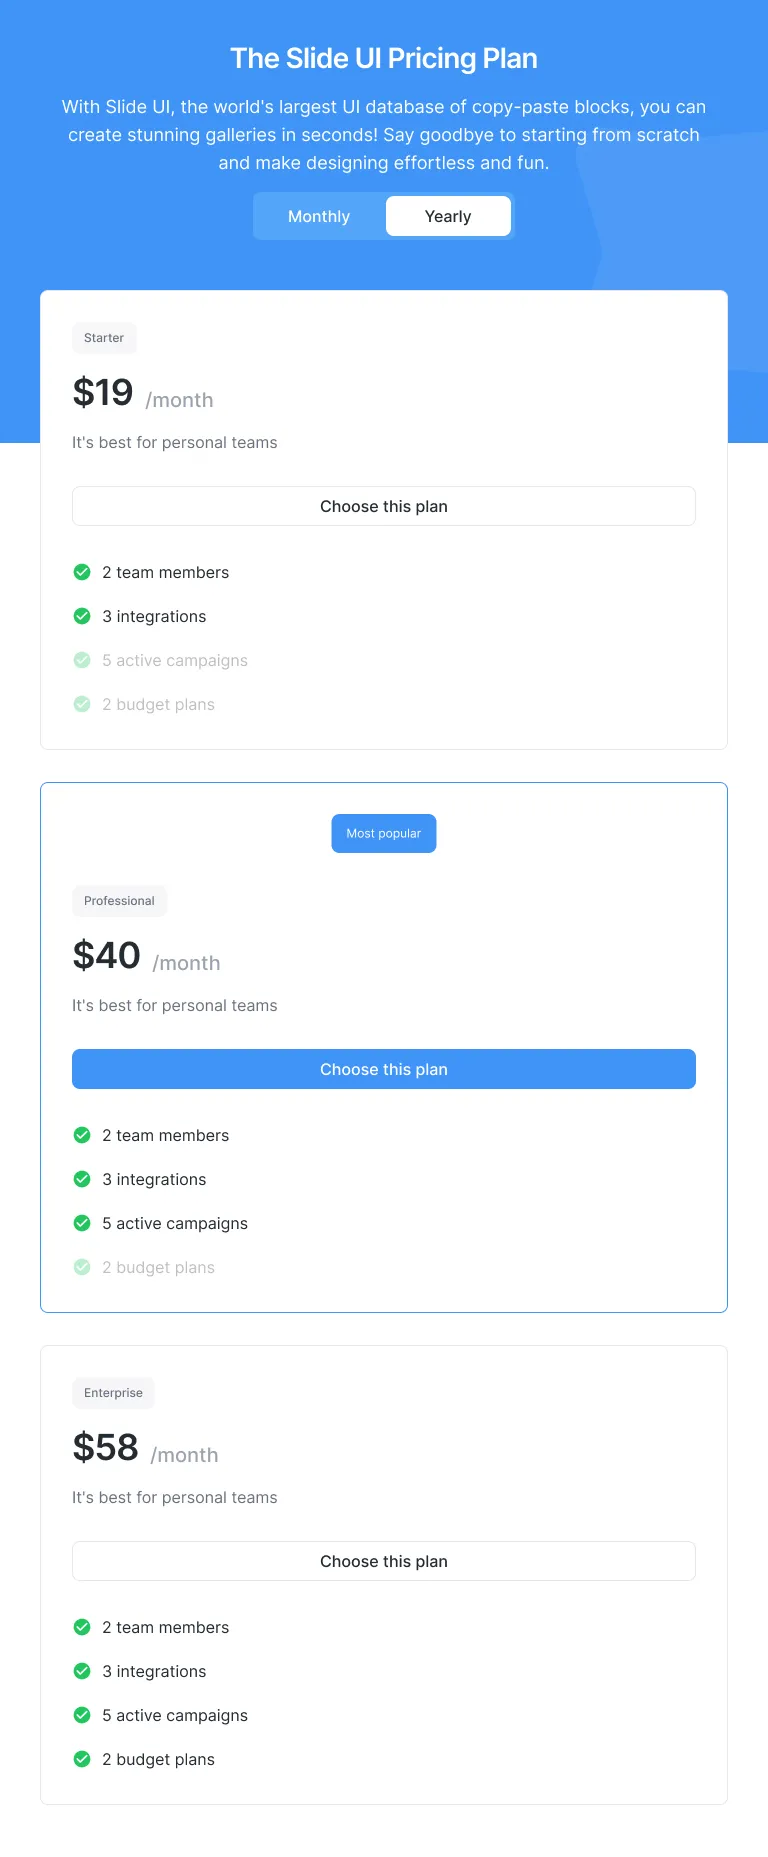 The Slide UI Pricing Plan
With Slide UI, the world's largest UI database of copy-paste blocks, you can
create stunning galleries in seconds! Say goodbye to starting from scratch
and make designing effortless and fun.
Monthly Yearly
Starter
$19 /month
It's best for personal teams
Choose this plan
2 team members
3 integrations
5 active campaigns
2 budget plans
Most popular
Professional
$40 /month
It's best for personal teams
Choose this plan
2 team members
3 integrations
5 active campaigns
2 budget plans
Enterprise
$58 /month
It's best for personal teams
Choose this plan
2 team members
3 integrations
5 active campaigns
2 budget plans